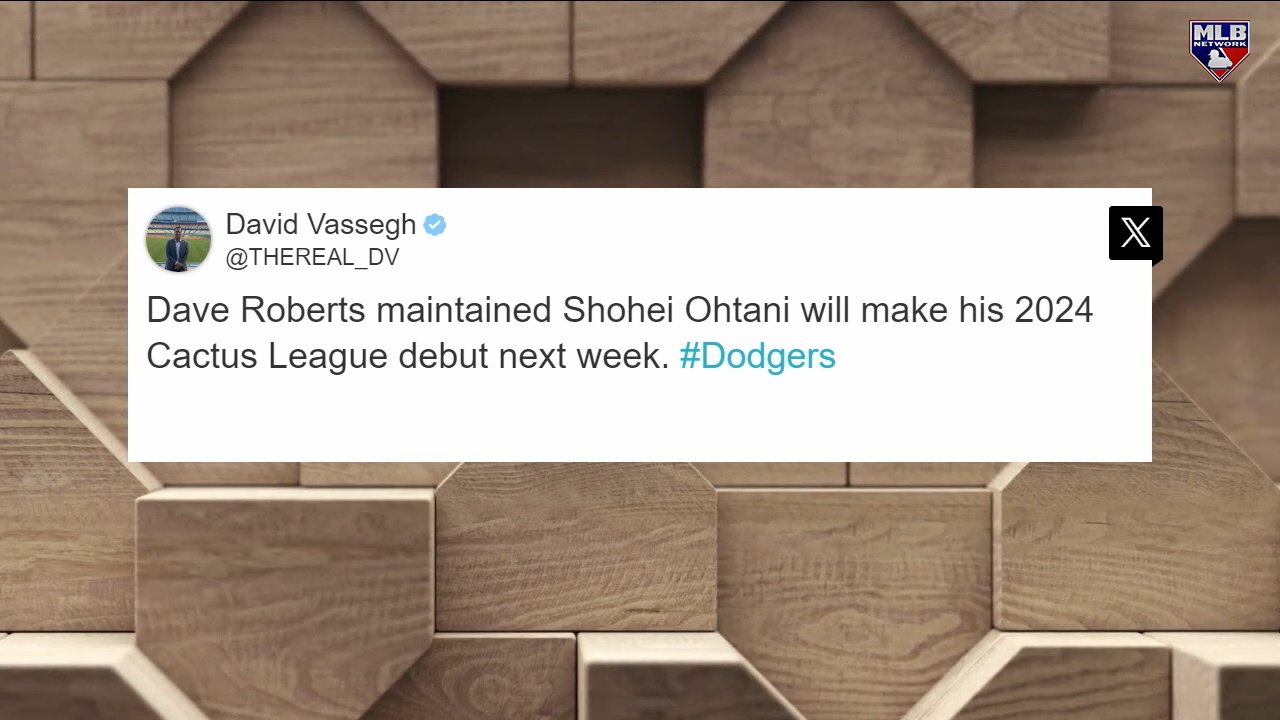 MLB
NETWORK
David Vassegh
@THEREAL_DV
Dave Roberts maintained Shohei Ohtani will make his 2024
Cactus League debut next week. #Dodgers